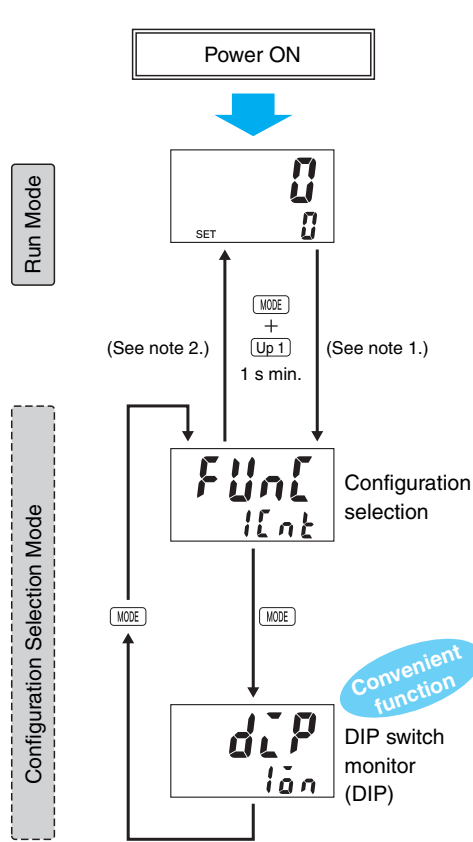 Power ON
Run Mode
0
SET 0
MODE
+
(See note 2.) Up 1 (See note 1.)
1 s min.
Configuration Selection Mode
FUnC
1Cnt
Configuration
selection
MODE MODE
Convenient
function
diP
1on
DIP switch
monitor
(DIP)